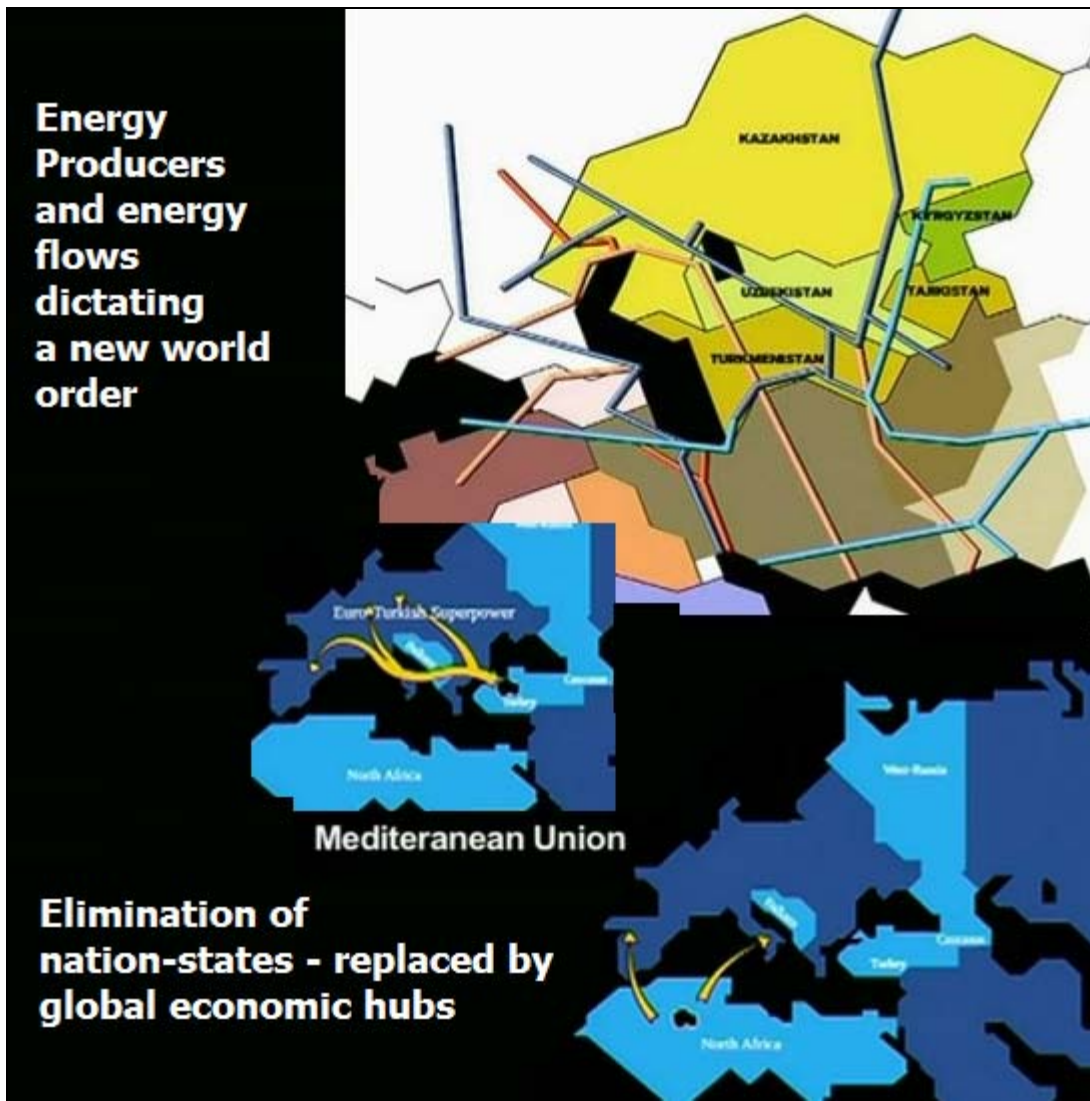 Energy
Producers
and energy
flows
dictating
a new world
order
KAZAKHSTAN
KYRGYZSTAN
UZBEKISTAN
TAJIKISTAN
TURKMENISTAN
Euro-Turkish Superpower
Balkans
Caucasus
Turkey
North Africa
Mediteranean Union
West-Russia
Balkans
Caucasus
Turkey
North Africa
Elimination of
nation-states - replaced by
global economic hubs